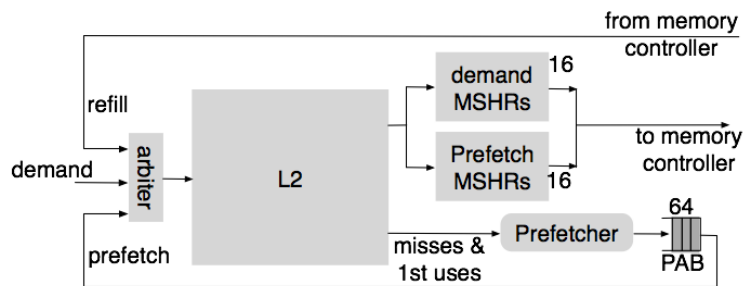 from memory
controller
demand
MSHRs
16
refill
demand
arbiter
L2
to memory
controller
Prefetch
MSHRs
16
prefetch
misses &
1st uses
Prefetcher
64
PAB